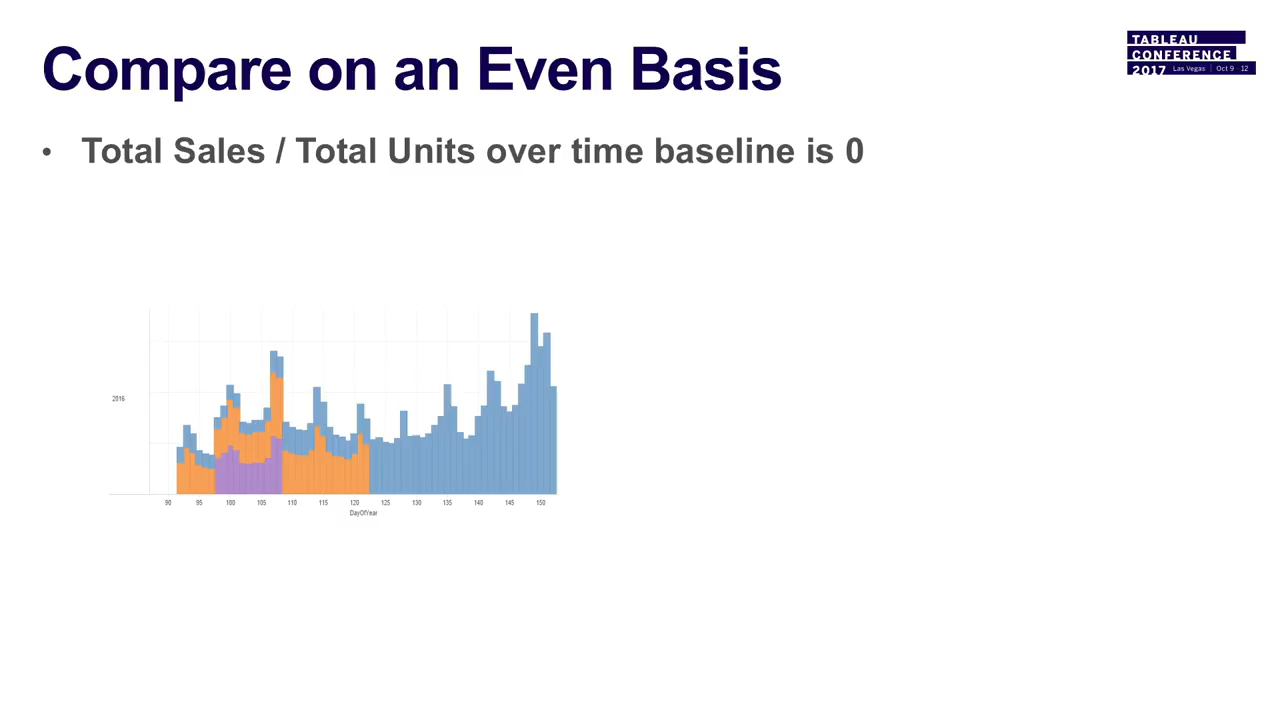 Compare on an Even Basis
TABLEAU
CONFERENCE
2017 Las Vegas | Oct 9 - 12
• Total Sales / Total Units over time baseline is 0
2016
90 95 100 105 110 115 120 125 130 135 140 145 150
DayOfYear